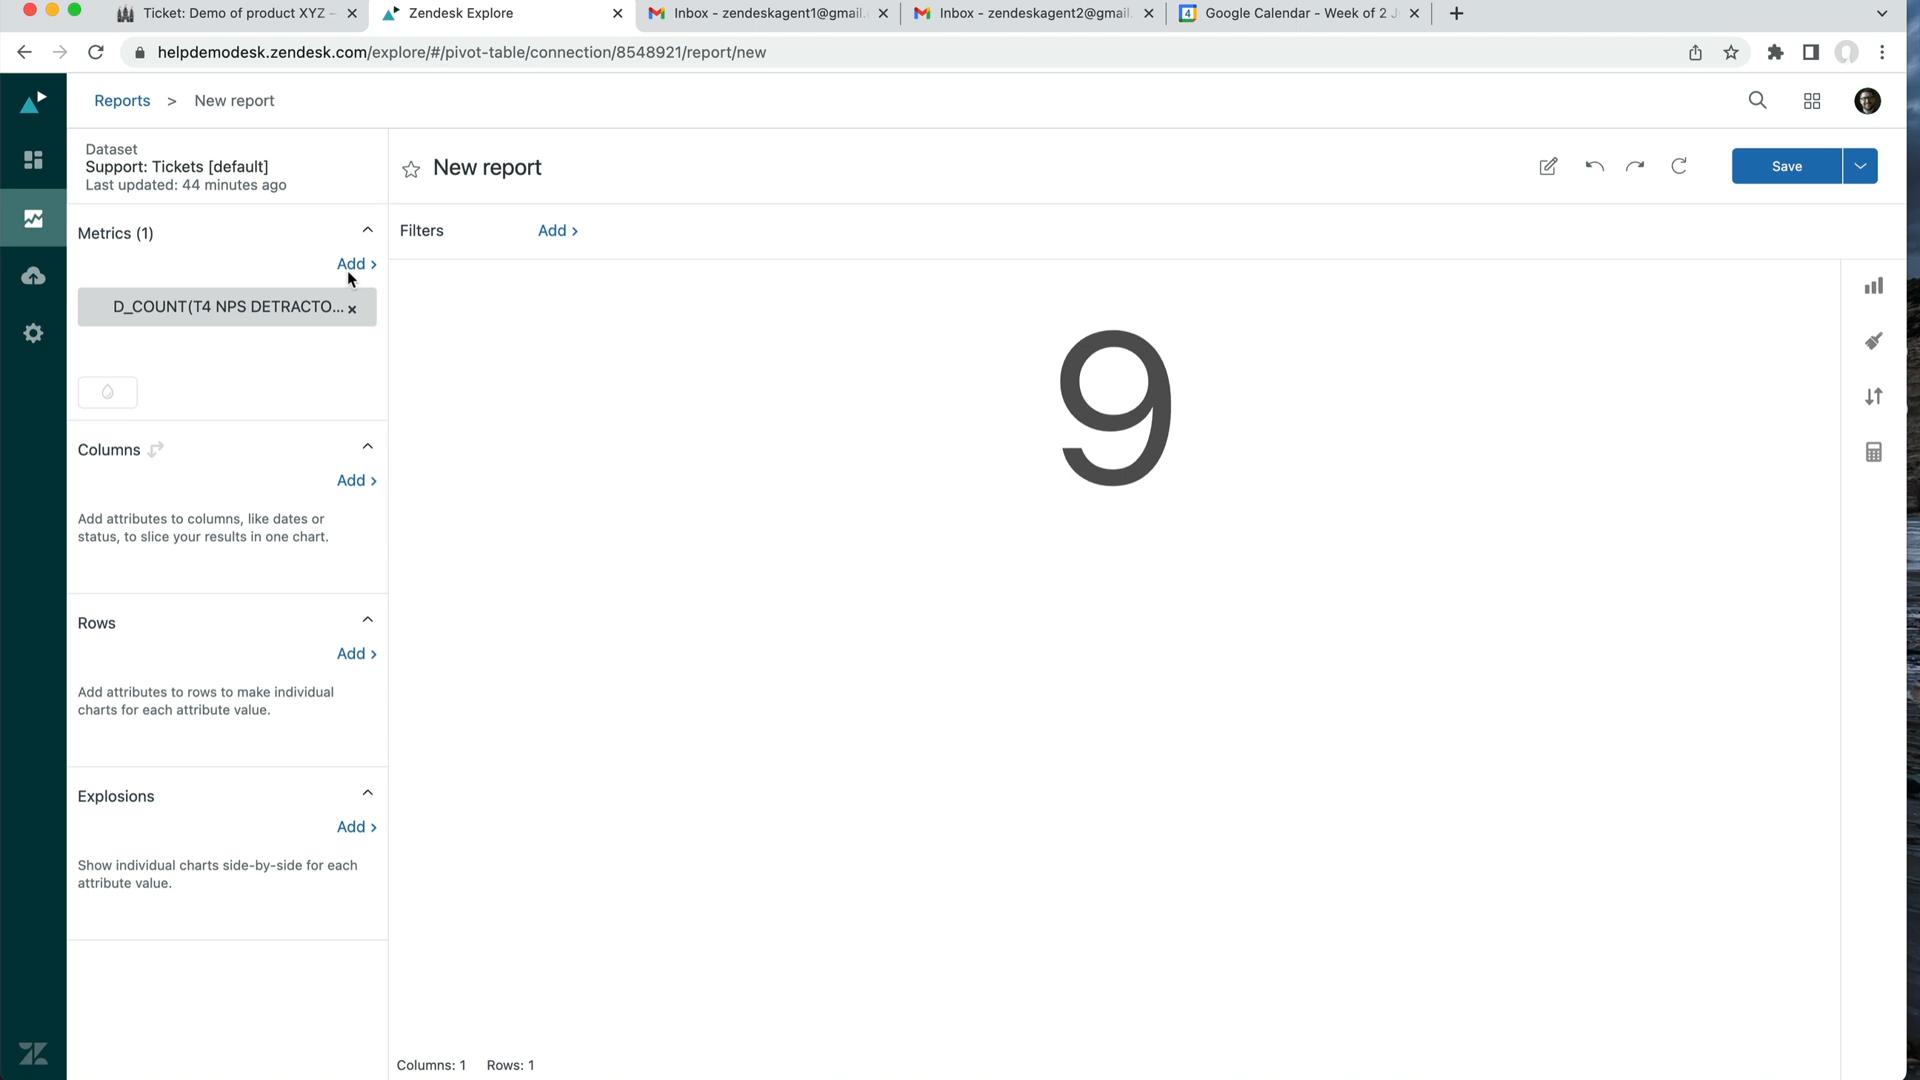 Ticket: Demo of product XYZ -
Zendesk Explore
Inbox - zendeskagent1@gmail.
Inbox - zendeskagent2@gmail.
Google Calendar - Week of 2 J
helpdemodesk.zendesk.com/explore/#/pivot-table/connection/8548921/report/new
Reports > New report
Dataset
Support: Tickets [default]
Last updated: 44 minutes ago
New report
Save
Metrics (1)
Add >
D_COUNT(T4 NPS DETRACTO... ×
Filters
Add >
9
Columns
Add >
Add attributes to columns, like dates or
status, to slice your results in one chart.
Rows
Add >
Add attributes to rows to make individual
charts for each attribute value.
Explosions
Add >
Show individual charts side-by-side for each
attribute value.
Columns: 1 Rows: 1